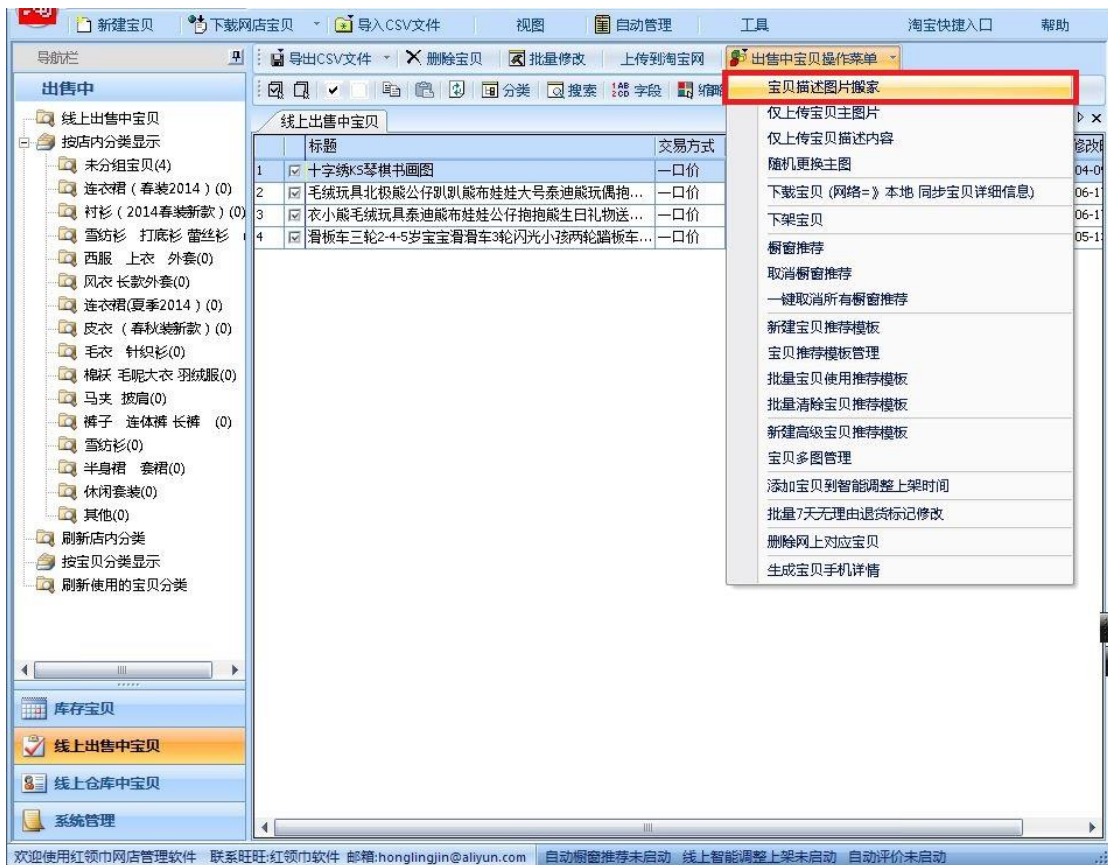 新建宝贝 下载网店宝贝 导入CSV文件 视图 自动管理 工具 淘宝快捷入口 帮助
导航栏
导出CSV文件 删除宝贝 批量修改 上传到淘宝网 出售中宝贝操作菜单
出售中
分类 搜索 字段
线上出售中宝贝
标题 交易方式
1 十字绣KS琴棋书画图 一口价
2 毛绒玩具北极熊公仔趴趴熊布娃娃大号泰迪熊玩偶抱... 一口价
3 衣小熊毛绒玩具泰迪熊布娃娃公仔抱抱熊生日礼物送... 一口价
4 滑板车三轮2-4-5岁宝宝滑滑车3轮闪光小孩两轮踏板车... 一口价
线上出售中宝贝
按店内分类显示
未分组宝贝(4)
连衣裙（春装2014）(0)
衬衫（2014春装新款）(0)
雪纺衫 打底衫 蕾丝衫
西服 上衣 外套(0)
风衣 长款外套(0)
连衣裙(夏季2014）(0)
皮衣 （春秋装新款）(0)
毛衣 针织衫(0)
棉袄 毛呢大衣 羽绒服(0)
马夹 披肩(0)
裤子 连体裤 长裤 (0)
雪纺衫(0)
半身裙 套裙(0)
休闲套装(0)
其他(0)
刷新店内分类
按宝贝分类显示
刷新使用的宝贝分类
宝贝描述图片搬家
仅上传宝贝主图片
仅上传宝贝描述内容
随机更换主图
下载宝贝 (网络=》本地 同步宝贝详细信息)
下架宝贝
橱窗推荐
取消橱窗推荐
一键取消所有橱窗推荐
新建宝贝推荐模板
宝贝推荐模板管理
批量宝贝使用推荐模板
批量清除宝贝推荐模板
新建高级宝贝推荐模板
宝贝多图管理
添加宝贝到智能调整上架时间
批量7天无理由退货标记修改
删除网上对应宝贝
生成宝贝手机详情
库存宝贝
线上出售中宝贝
线上仓库中宝贝
系统管理
欢迎使用红领巾网店管理软件 联系旺旺:红领巾软件 邮箱:honglingjin@aliyun.com 自动橱窗推荐未启动 线上智能调整上架未启动 自动评价未启动